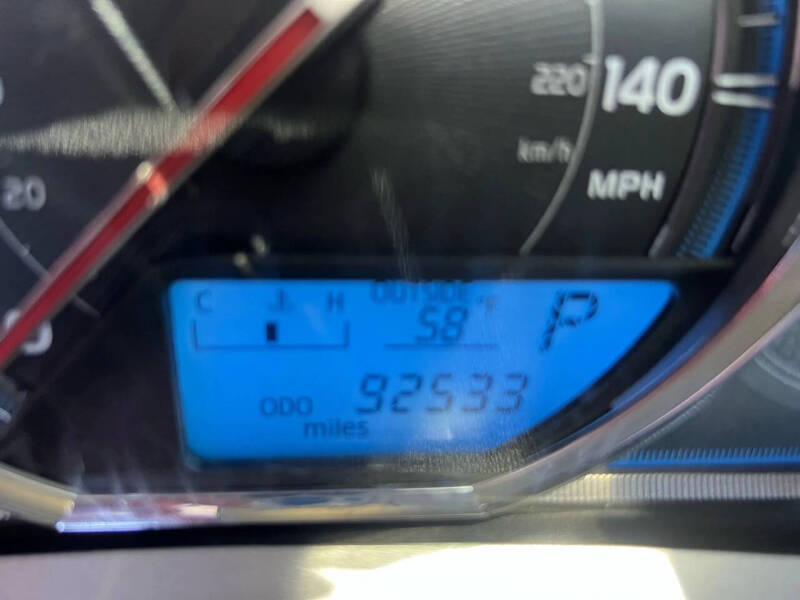 220 140
km/h
MPH
20
C H OUTSIDE °F P
58
ODO 92533
miles